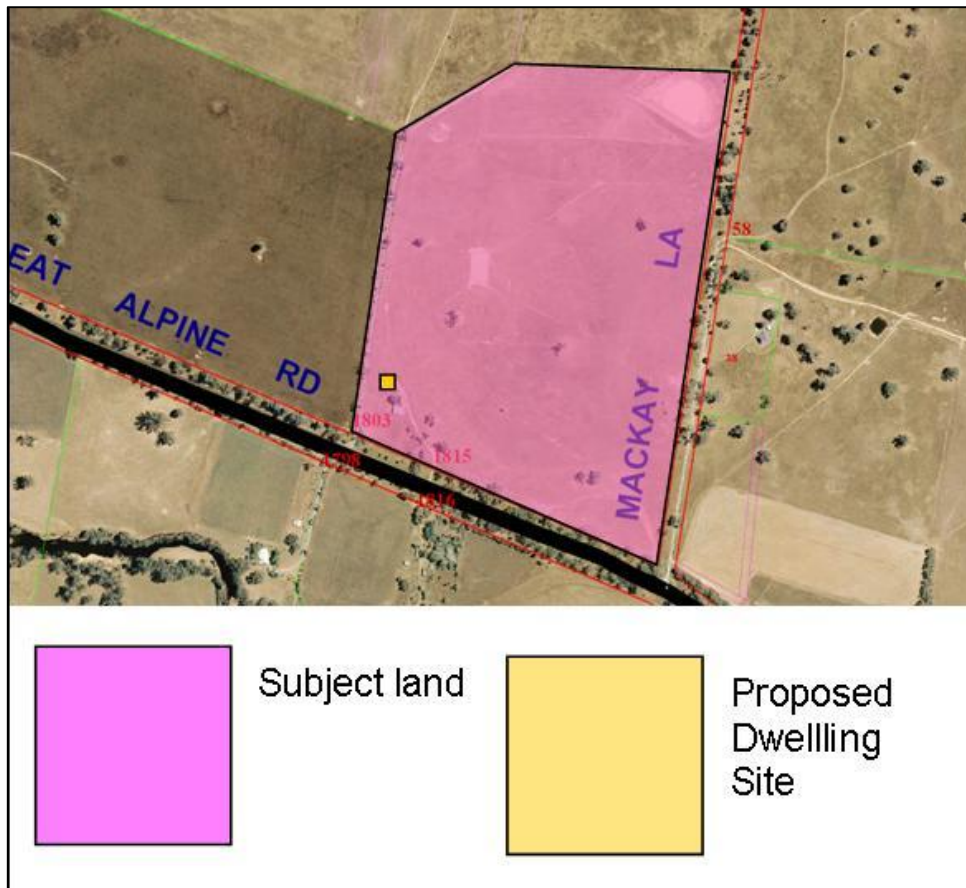 EAT ALPINE RD
MACKAY LA
58
38
1803
1798
1815
1816
Subject land
Proposed
Dwellling
Site